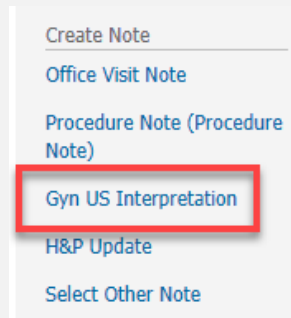 Create Note
Office Visit Note
Procedure Note (Procedure
Note)
Gyn US Interpretation
H&P Update
Select Other Note